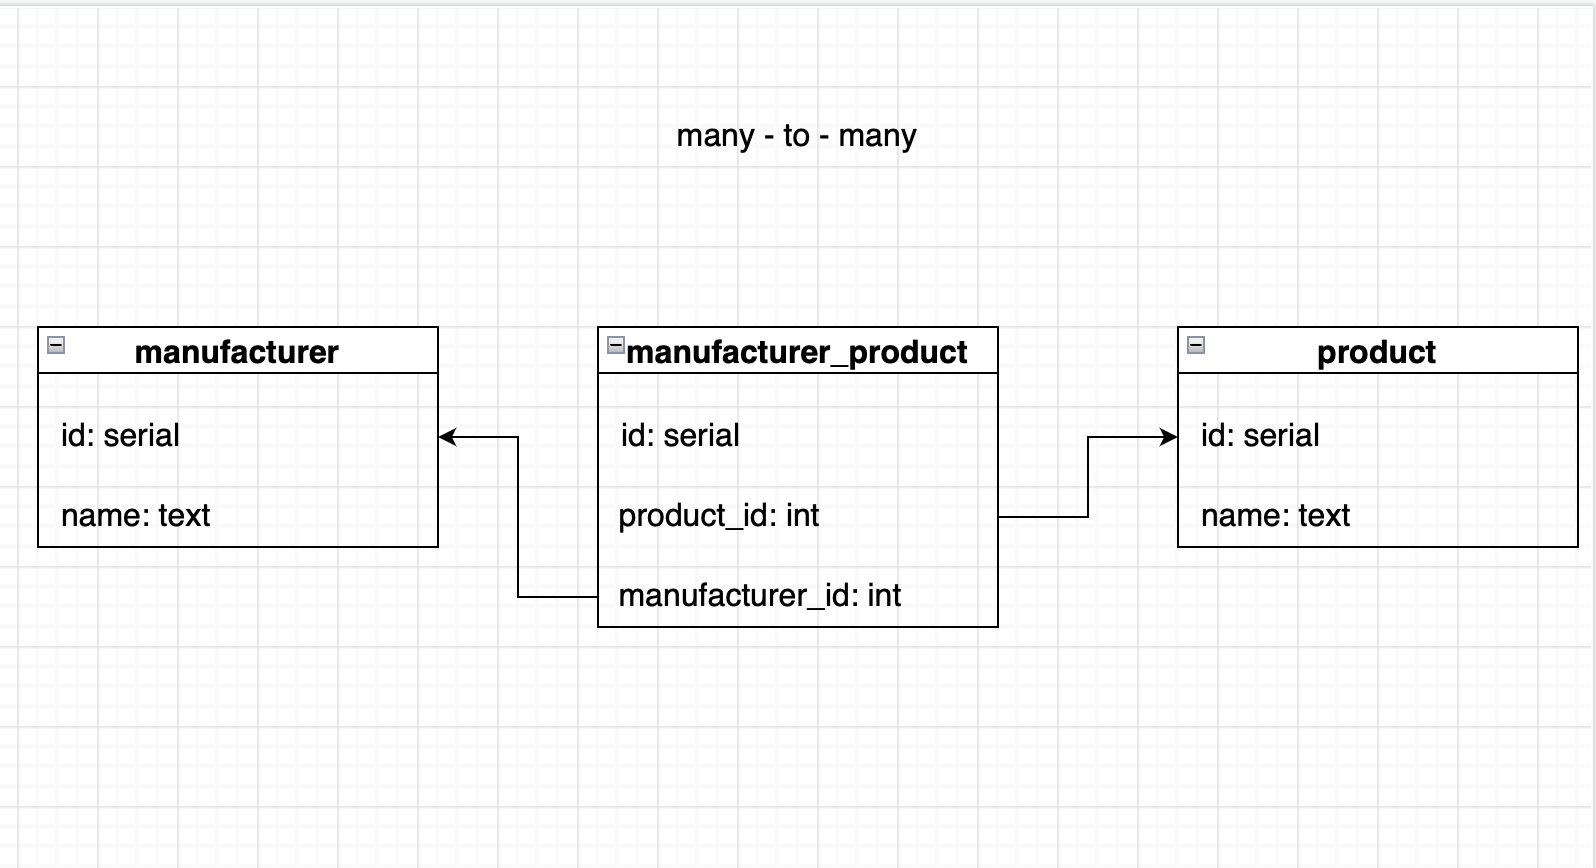 many - to - many
manufacturer
id: serial
name: text
manufacturer_product
id: serial
product_id: int
manufacturer_id: int
product
id: serial
name: text